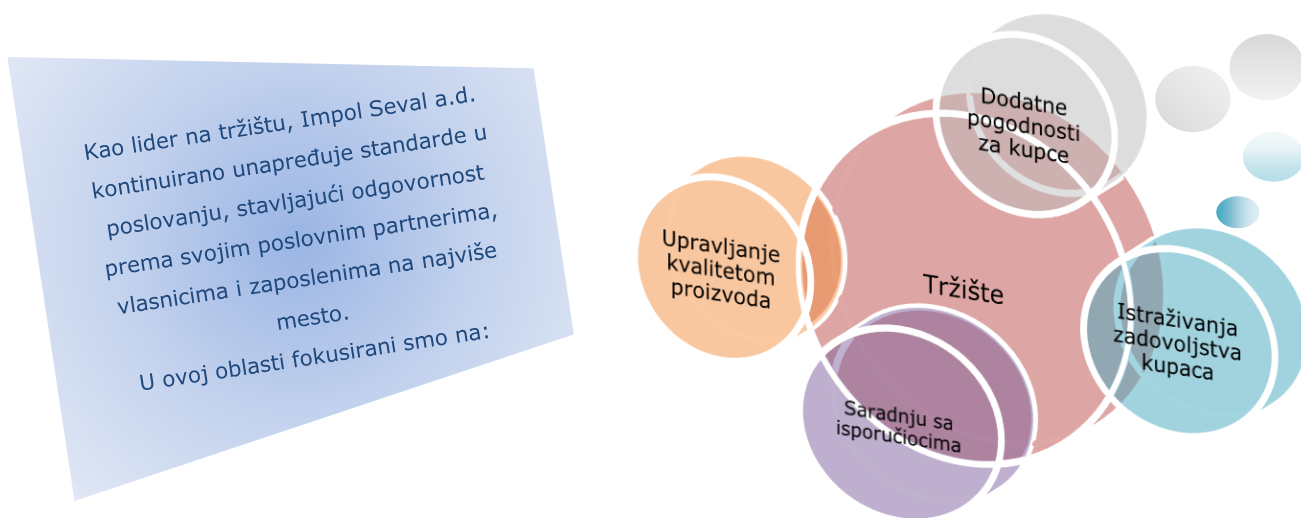 Kao lider na tržištu, Impol Seval a.d.
kontinuirano unapređuje standarde u
poslovanju, stavljajući odgovornost
prema svojim poslovnim partnerima,
vlasnicima i zaposlenima na najviše
mesto.
U ovoj oblasti fokusirani smo na:
Dodatne
pogodnosti
za kupce
Upravljanje
kvalitetom
proizvoda
Tržište
Istraživanja
zadovoljstva
kupaca
Saradnju sa
isporučiocima